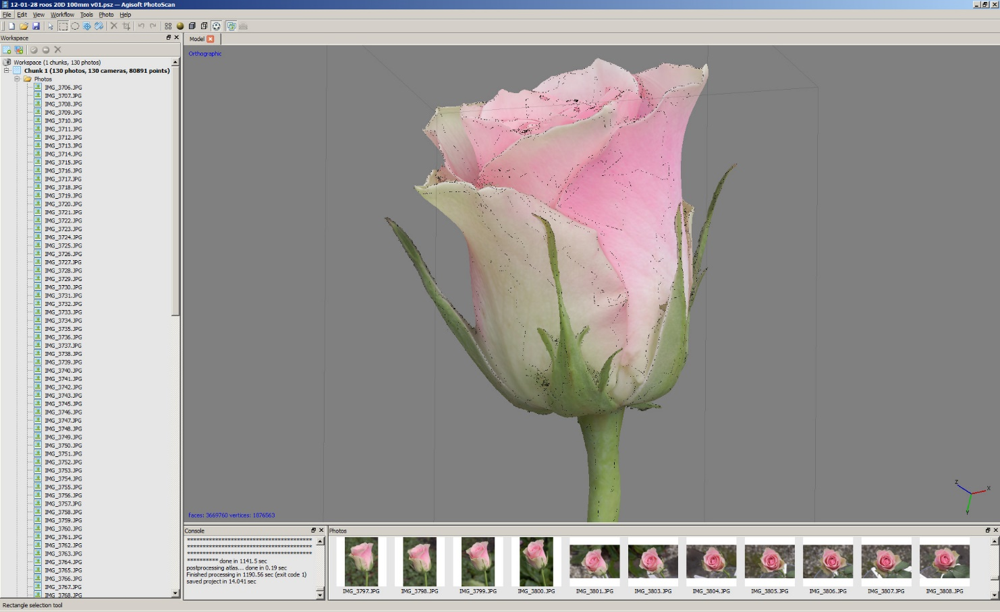 12-01-28 roos 20D 100mm v01.psz — Agisoft PhotoScan
File Edit View Workflow Tools Photo Help
Workspace
Model
Orthographic
Workspace (1 chunks, 130 photos)
Chunk 1 (130 photos, 130 cameras, 80891 points)
Photos
IMG_3706.JPG
IMG_3707.JPG
IMG_3708.JPG
IMG_3709.JPG
IMG_3710.JPG
IMG_3711.JPG
IMG_3712.JPG
IMG_3713.JPG
IMG_3714.JPG
IMG_3715.JPG
IMG_3716.JPG
IMG_3717.JPG
IMG_3718.JPG
IMG_3719.JPG
IMG_3720.JPG
IMG_3721.JPG
IMG_3722.JPG
IMG_3723.JPG
IMG_3724.JPG
IMG_3725.JPG
IMG_3726.JPG
IMG_3727.JPG
IMG_3728.JPG
IMG_3729.JPG
IMG_3730.JPG
IMG_3731.JPG
IMG_3732.JPG
IMG_3733.JPG
IMG_3734.JPG
IMG_3735.JPG
IMG_3736.JPG
IMG_3737.JPG
IMG_3738.JPG
IMG_3739.JPG
IMG_3740.JPG
IMG_3741.JPG
IMG_3742.JPG
IMG_3743.JPG
IMG_3745.JPG
IMG_3746.JPG
IMG_3747.JPG
IMG_3748.JPG
IMG_3749.JPG
IMG_3750.JPG
IMG_3751.JPG
IMG_3752.JPG
IMG_3753.JPG
IMG_3754.JPG
IMG_3755.JPG
IMG_3756.JPG
IMG_3757.JPG
IMG_3758.JPG
IMG_3759.JPG
IMG_3760.JPG
IMG_3761.JPG
IMG_3762.JPG
IMG_3763.JPG
IMG_3764.JPG
IMG_3765.JPG
IMG_3766.JPG
IMG_3767.JPG
IMG_3768.JPG
Z
X
Y
faces: 3669760 vertices: 1876563
Console
********** done in 1141.5 sec
postprocessing atlas... done in 0.19 sec
Finished processing in 1190.56 sec (exit code 1)
saved project in 14.041 sec
Photos
IMG_3797.JPG IMG_3798.JPG IMG_3799.JPG IMG_3800.JPG IMG_3801.JPG IMG_3803.JPG IMG_3804.JPG IMG_3805.JPG IMG_3806.JPG IMG_3807.JPG IMG_3808.JPG
Rectangle selection tool